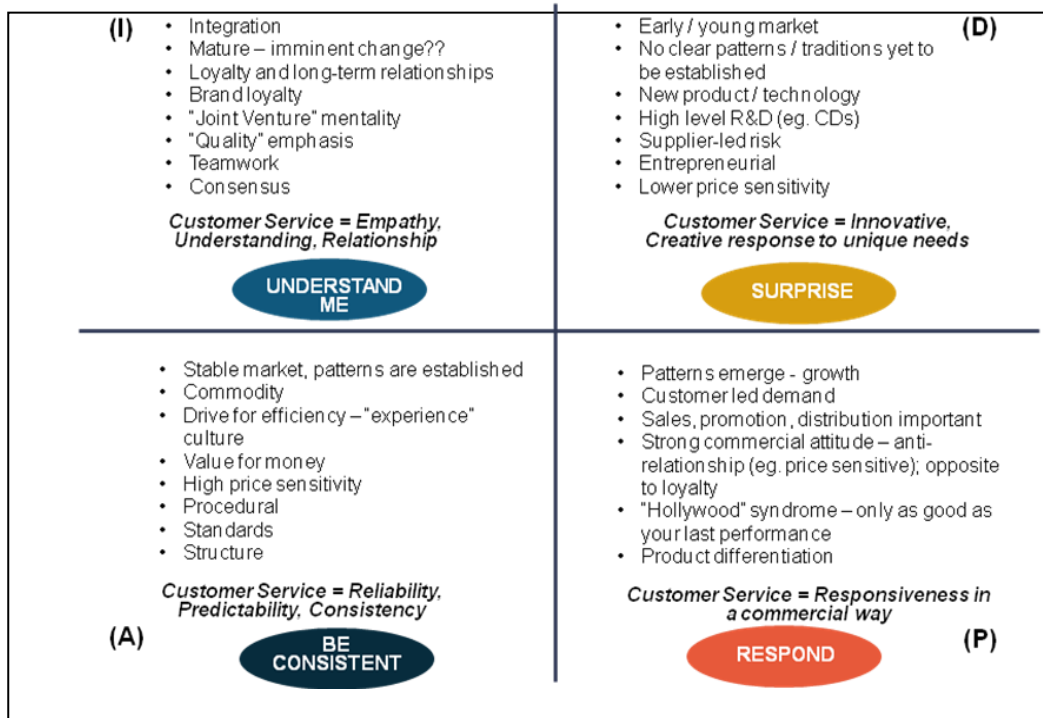 (I)
• Integration
• Mature – imminent change??
• Loyalty and long-term relationships
• Brand loyalty
• "Joint Venture" mentality
• "Quality" emphasis
• Teamwork
• Consensus
Customer Service = Empathy,
Understanding, Relationship
UNDERSTAND
ME
(D)
• Early / young market
• No clear patterns / traditions yet to
be established
• New product / technology
• High level R&D (eg. CDs)
• Supplier-led risk
• Entrepreneurial
• Lower price sensitivity
Customer Service = Innovative,
Creative response to unique needs
SURPRISE
• Stable market, patterns are established
• Commodity
• Drive for efficiency – "experience"
culture
• Value for money
• High price sensitivity
• Procedural
• Standards
• Structure
Customer Service = Reliability,
Predictability, Consistency
(A)
BE
CONSISTENT
• Patterns emerge - growth
• Customer led demand
• Sales, promotion, distribution important
• Strong commercial attitude – anti-
relationship (eg. price sensitive); opposite
to loyalty
• "Hollywood" syndrome – only as good as
your last performance
• Product differentiation
Customer Service = Responsiveness in
a commercial way
(P)
RESPOND